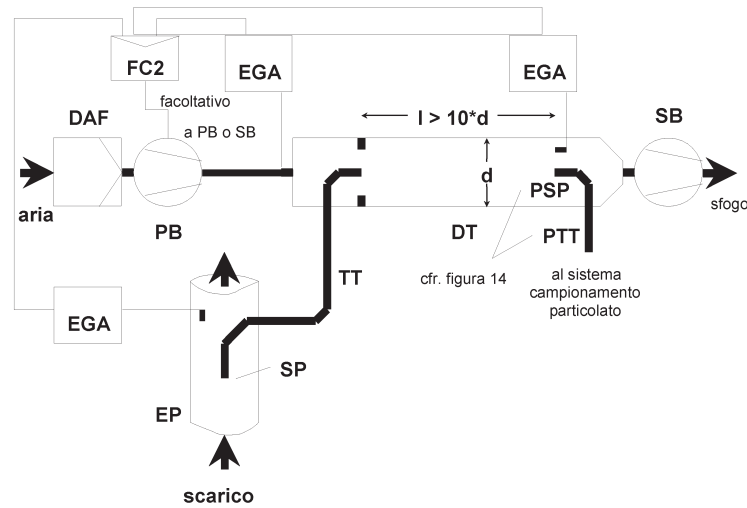 FC2
EGA
EGA
facoltativo
l > 10*d
SB
DAF
a PB o SB
d
PSP
aria
sfogo
PB
DT
PTT
TT
cfr. figura 14
al sistema
campionamento
particolato
EGA
SP
EP
scarico